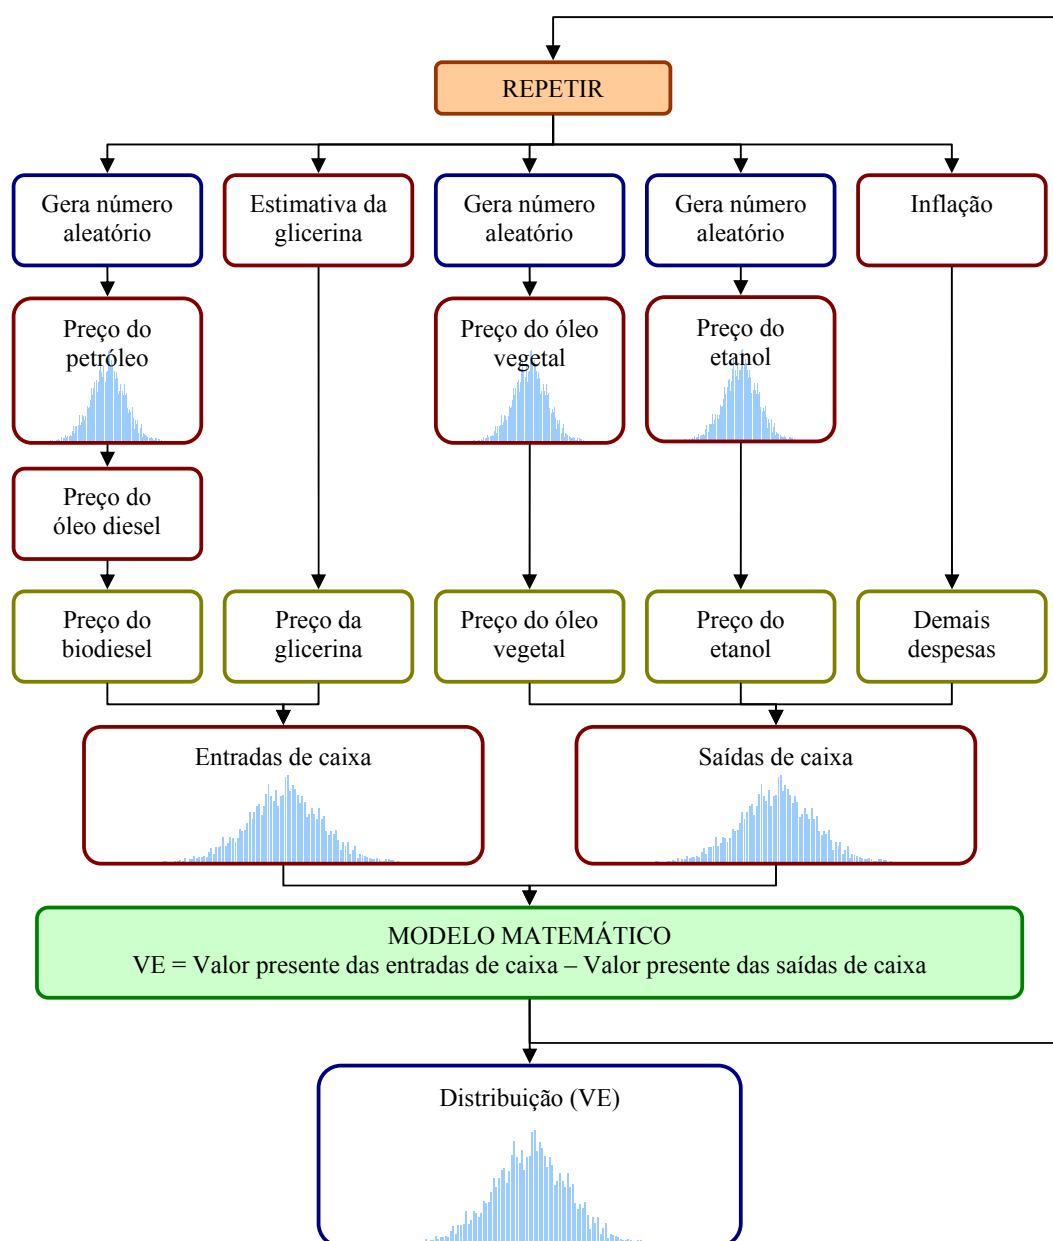 REPETIR
Gera número
aleatório
Estimativa da
glicerina
Gera número
aleatório
Gera número
aleatório
Inflação
Preço do
petróleo
Preço do óleo
vegetal
Preço do
etanol
Preço do
óleo diesel
Preço do
biodiesel
Preço da
glicerina
Preço do óleo
vegetal
Preço do
etanol
Demais
despesas
Entradas de caixa
Saídas de caixa
MODELO MATEMÁTICO
VE = Valor presente das entradas de caixa – Valor presente das saídas de caixa
Distribuição (VE)